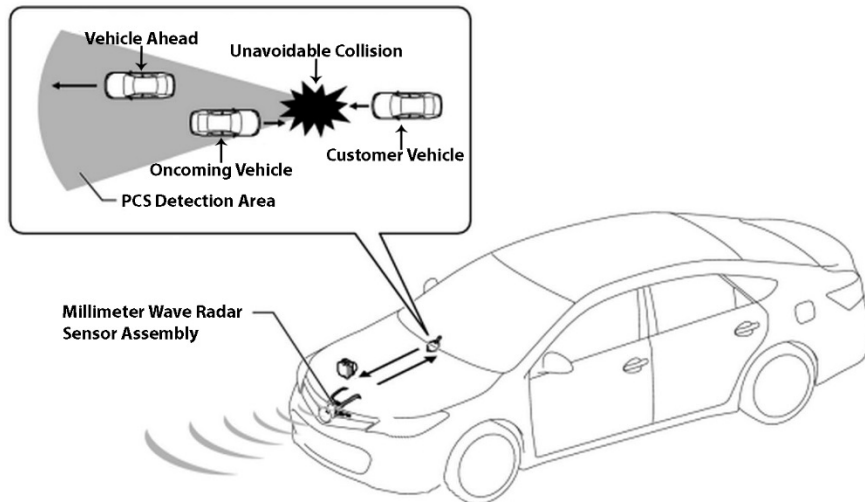 Vehicle Ahead
Unavoidable Collision
Oncoming Vehicle
Customer Vehicle
PCS Detection Area
Millimeter Wave Radar
Sensor Assembly